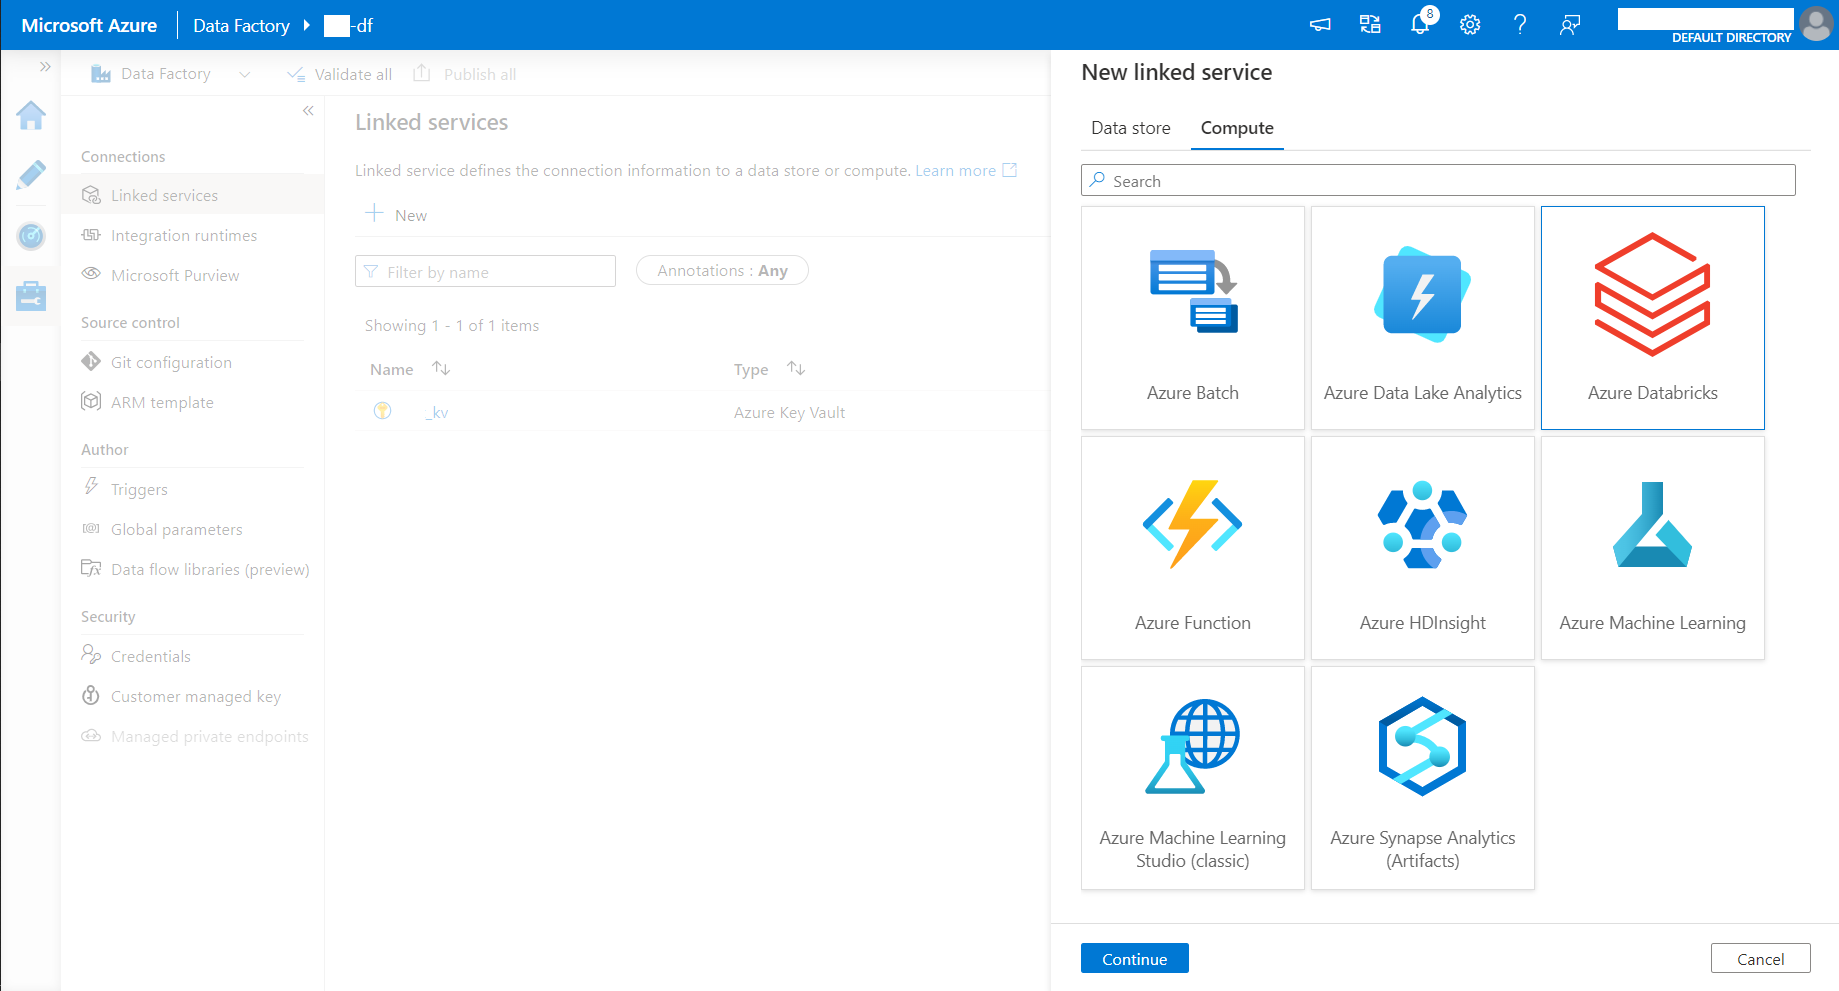 Microsoft Azure
Data Factory
-df
8
DEFAULT DIRECTORY
Data Factory
Validate all
Publish all
Connections
Linked services
Integration runtimes
Microsoft Purview
Source control
Git configuration
ARM template
Author
Triggers
Global parameters
Data flow libraries (preview)
Security
Credentials
Customer managed key
Managed private endpoints
Linked services
Linked service defines the connection information to a data store or compute. Learn more
New
Filter by name
Annotations : Any
Showing 1 - 1 of 1 items
Name
Type
_kv
Azure Key Vault
New linked service
Data store
Compute
Search
Azure Batch
Azure Data Lake Analytics
Azure Databricks
Azure Function
Azure HDInsight
Azure Machine Learning
Azure Machine Learning
Studio (classic)
Azure Synapse Analytics
(Artifacts)
Continue
Cancel